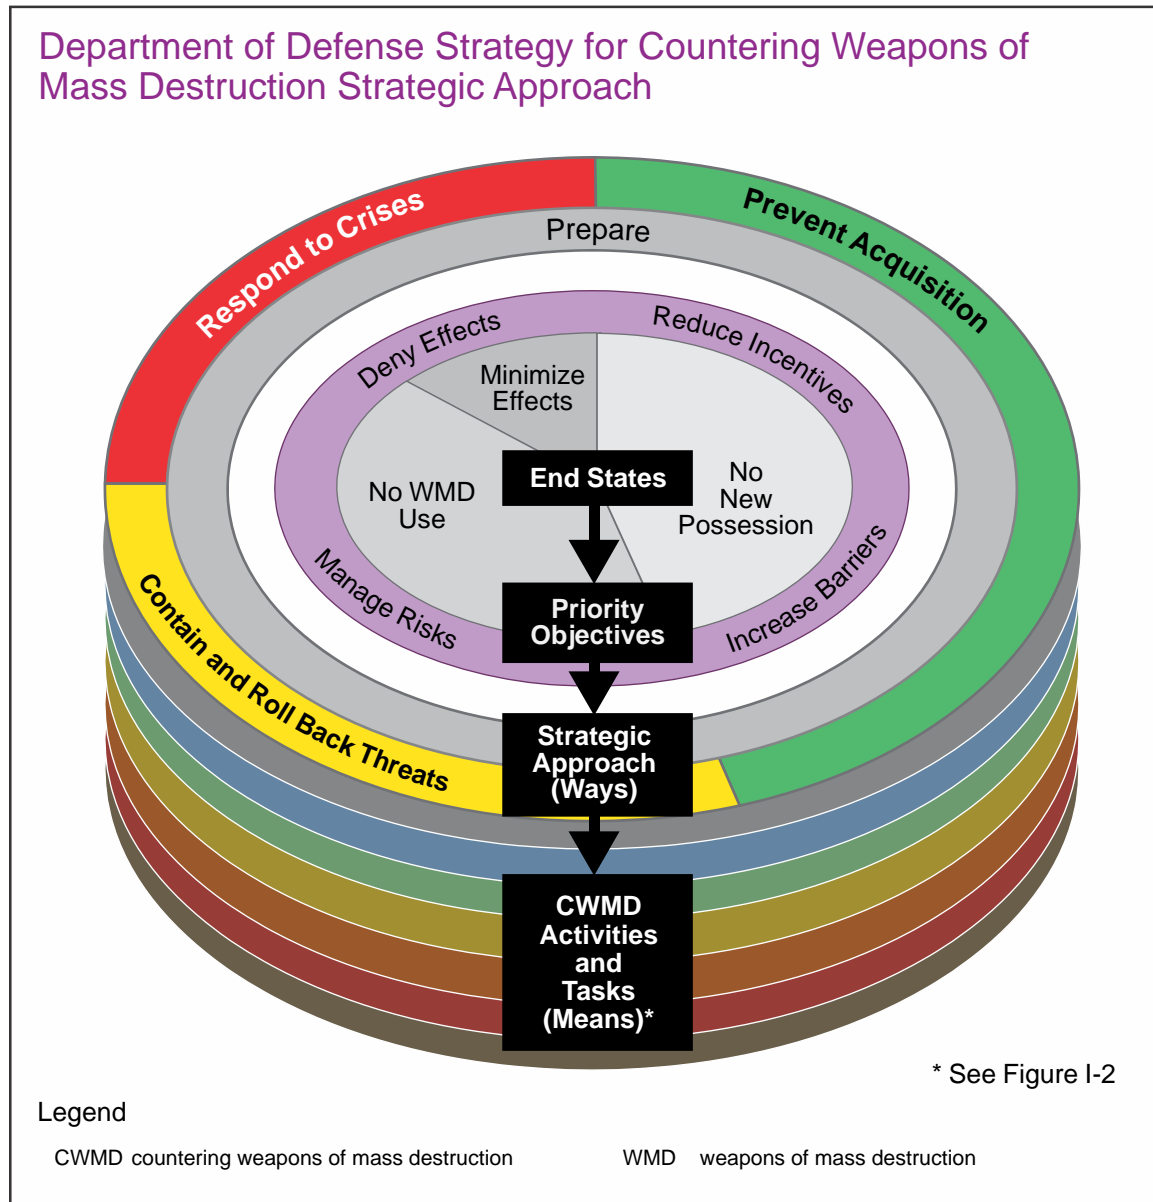 Department of Defense Strategy for Countering Weapons of
Mass Destruction Strategic Approach
Respond to Crises
Prevent Acquisition
Prepare
Deny Effects
Reduce Incentives
Minimize
Effects
End States
No WMD
Use
No
New
Possession
Manage Risks
Increase Barriers
Priority
Objectives
Contain and Roll Back Threats
Strategic
Approach
(Ways)
CWMD
Activities
and
Tasks
(Means)*
* See Figure I-2
Legend
CWMD countering weapons of mass destruction
WMD weapons of mass destruction